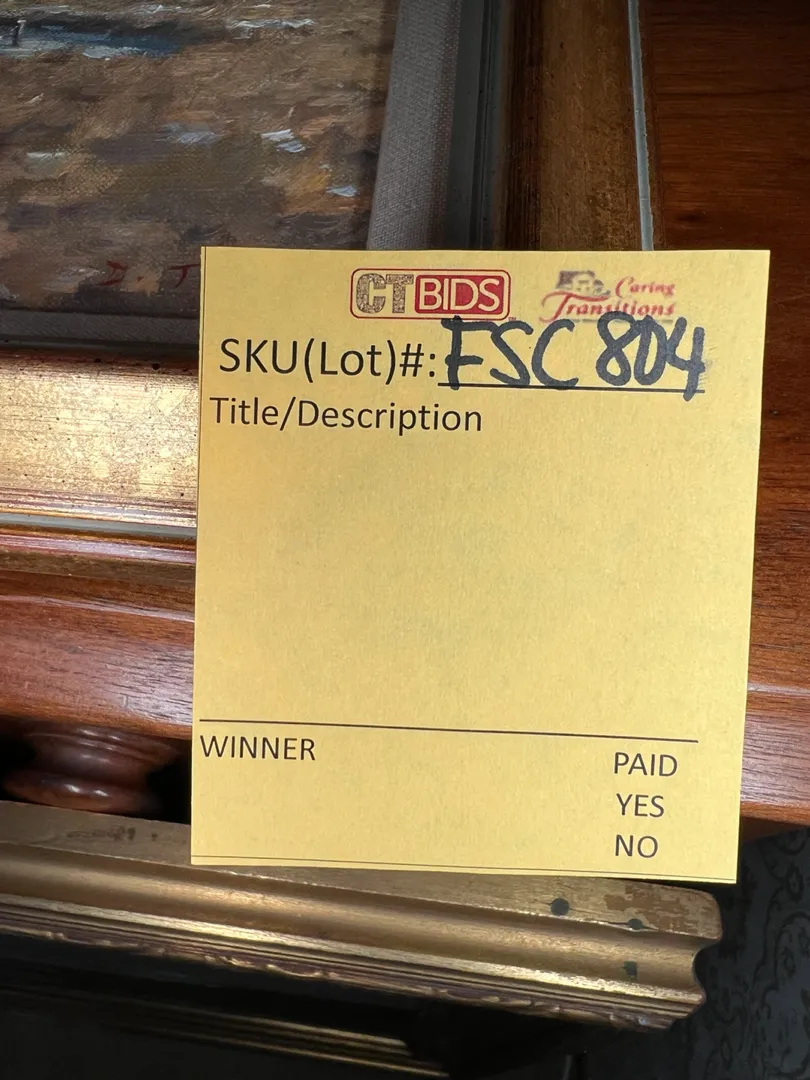 D. T
CTBIDS
Caring
Transitions
SKU(Lot)#: FSC 804
Title/Description
WINNER
PAID
YES
NO